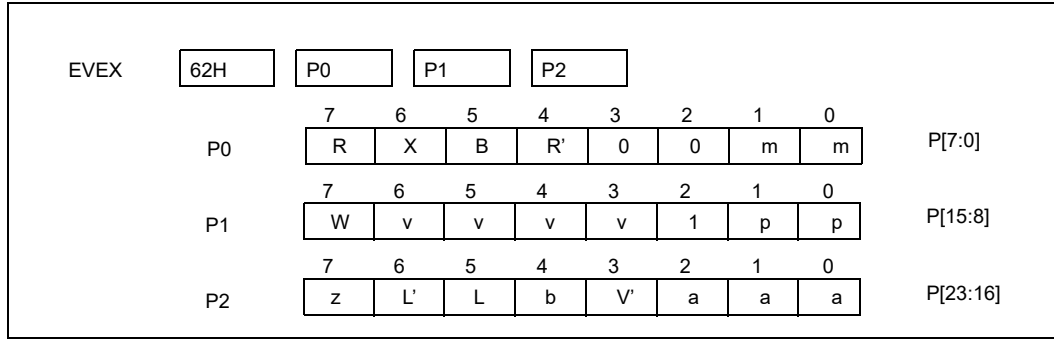 EVEX 62H P0 P1 P2
7 6 5 4 3 2 1 0
P0 R X B R’ 0 0 m m P[7:0]
7 6 5 4 3 2 1 0
P1 W v v v v 1 p p P[15:8]
7 6 5 4 3 2 1 0
P2 z L’ L b V’ a a a P[23:16]